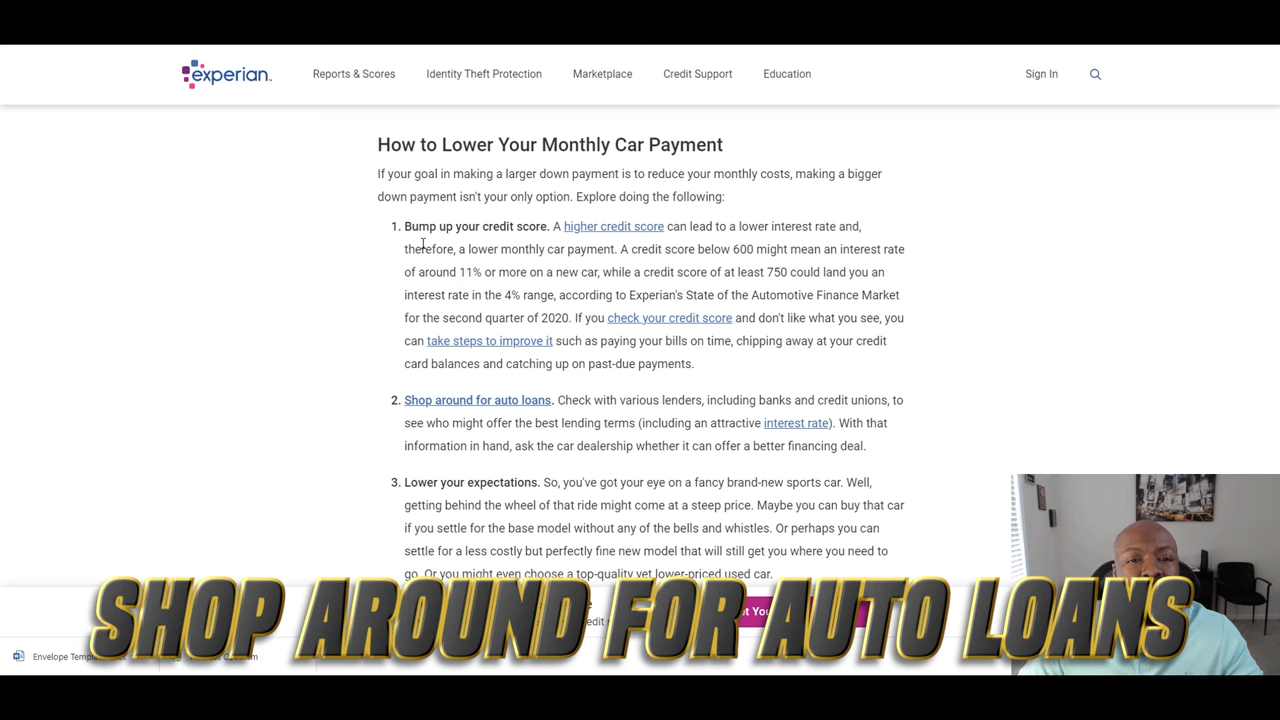 experian.
Reports & Scores
Identity Theft Protection
Marketplace
Credit Support
Education
Sign In
How to Lower Your Monthly Car Payment
If your goal in making a larger down payment is to reduce your monthly costs, making a bigger
down payment isn't your only option. Explore doing the following:
1. Bump up your credit score. A higher credit score can lead to a lower interest rate and,
therefore, a lower monthly car payment. A credit score below 600 might mean an interest rate
of around 11% or more on a new car, while a credit score of at least 750 could land you an
interest rate in the 4% range, according to Experian's State of the Automotive Finance Market
for the second quarter of 2020. If you check your credit score and don't like what you see, you
can take steps to improve it such as paying your bills on time, chipping away at your credit
card balances and catching up on past-due payments.
2. Shop around for auto loans. Check with various lenders, including banks and credit unions, to
see who might offer the best lending terms (including an attractive interest rate). With that
information in hand, ask the car dealership whether it can offer a better financing deal.
3. Lower your expectations. So, you've got your eye on a fancy brand-new sports car. Well,
getting behind the wheel of that ride might come at a steep price. Maybe you can buy that car
if you settle for the base model without any of the bells and whistles. Or perhaps you can
settle for a less costly but perfectly fine new model that will still get you where you need to
go. Or you might even choose a top-quality yet lower-priced used car.
SHOP AROUND FOR AUTO LOANS
Envelope